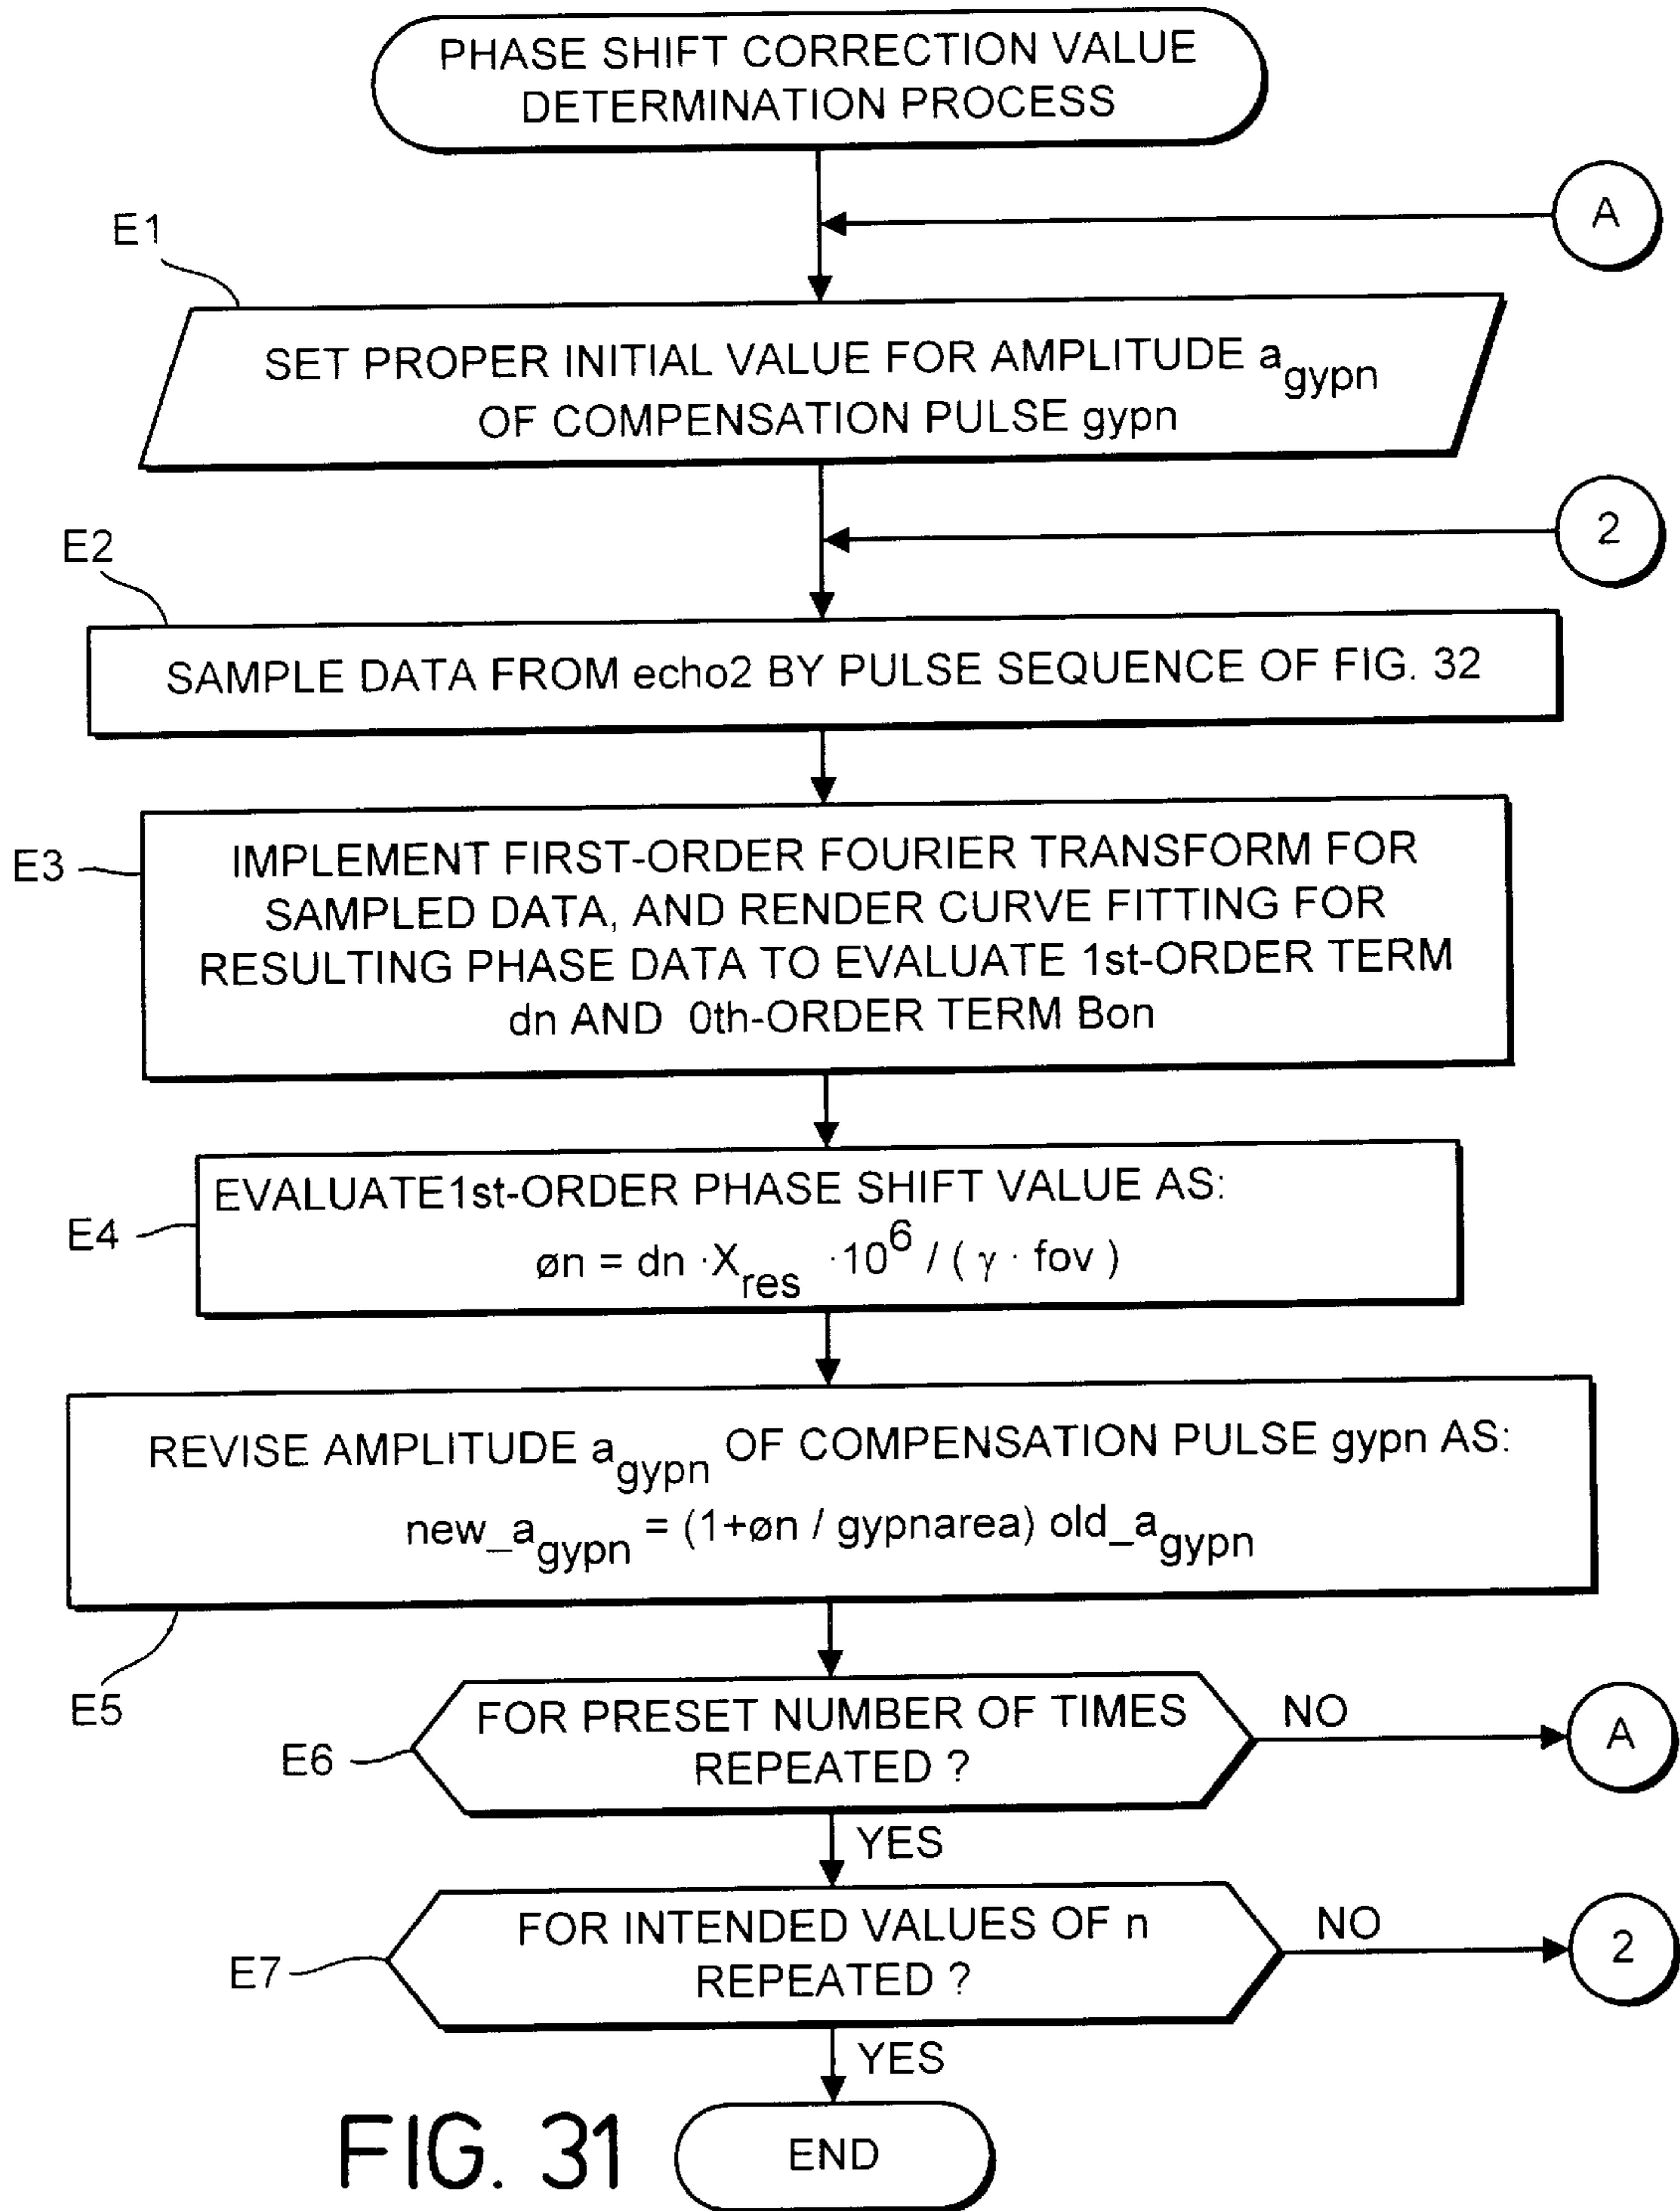 PHASE SHIFT CORRECTION VALUE
DETERMINATION PROCESS
A
E1
SET PROPER INITIAL VALUE FOR AMPLITUDE a_gypn
OF COMPENSATION PULSE gypn
2
E2
SAMPLE DATA FROM echo2 BY PULSE SEQUENCE OF FIG. 32
E3
IMPLEMENT FIRST-ORDER FOURIER TRANSFORM FOR
SAMPLED DATA, AND RENDER CURVE FITTING FOR
RESULTING PHASE DATA TO EVALUATE 1st-ORDER TERM
dn AND 0th-ORDER TERM Bon
E4
EVALUATE1st-ORDER PHASE SHIFT VALUE AS:
øn = dn · X_res · 10^6 / ( γ · fov )
REVISE AMPLITUDE a_gypn OF COMPENSATION PULSE gypn AS:
new_a_gypn = (1+øn / gypnarea) old_a_gypn
E5
E6
FOR PRESET NUMBER OF TIMES
REPEATED ?
NO
A
YES
E7
FOR INTENDED VALUES OF n
REPEATED ?
NO
2
YES
FIG. 31
END